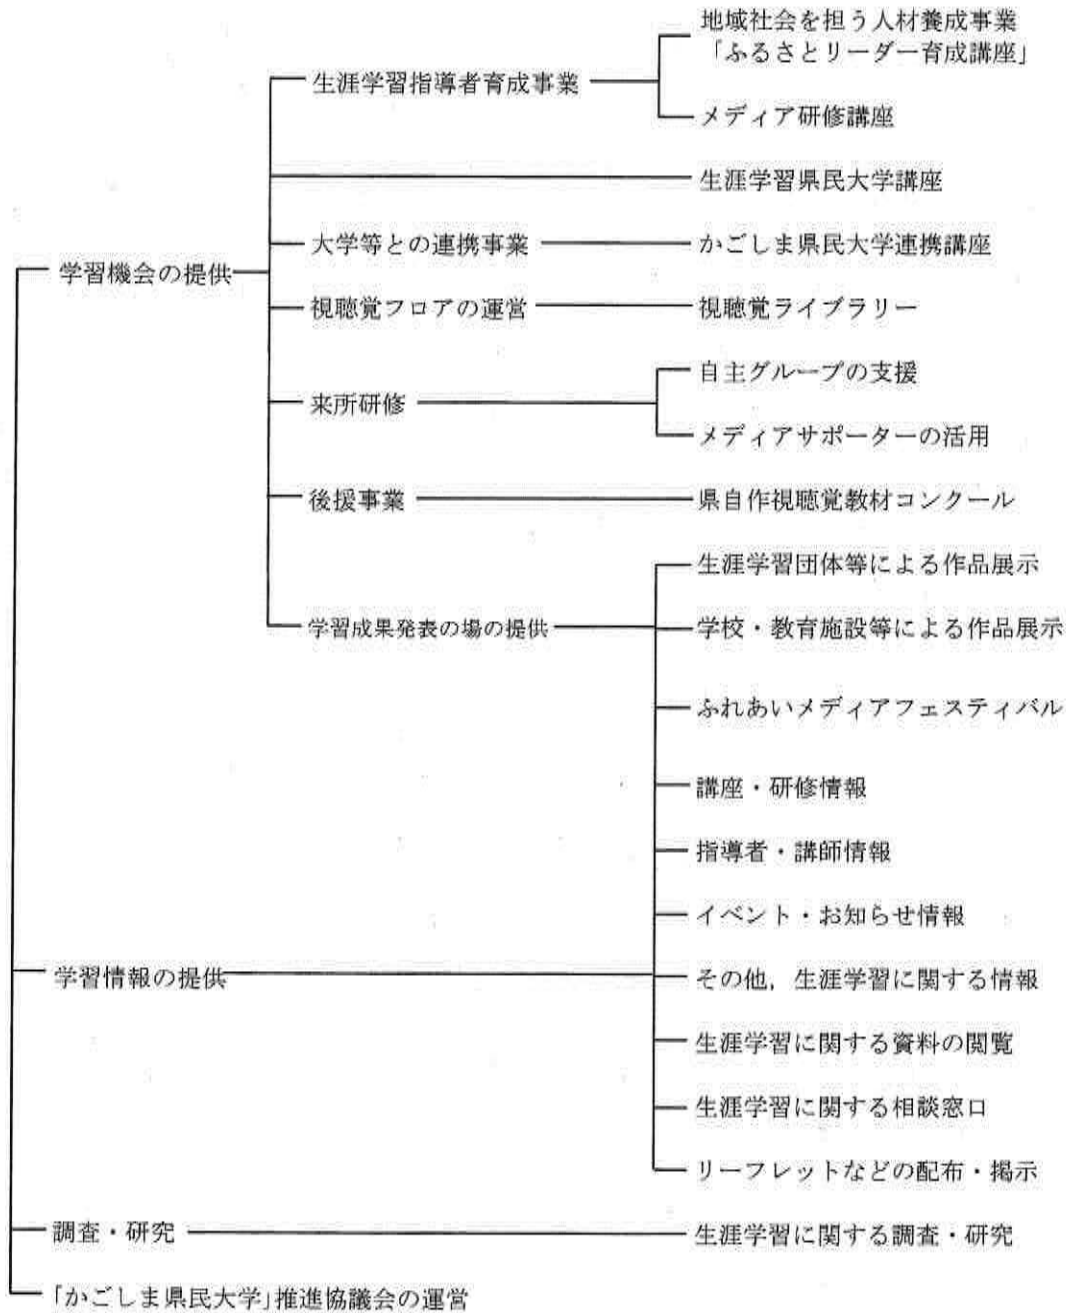 地域社会を担う人材養成事業
「ふるさとリーダー育成講座」
生涯学習指導者育成事業
メディア研修講座
生涯学習県民大学講座
大学等との連携事業
かごしま県民大学連携講座
学習機会の提供
視聴覚フロアの運営
視聴覚ライブラリー
自主グループの支援
来所研修
メディアサポーターの活用
後援事業
県自作視聴覚教材コンクール
生涯学習団体等による作品展示
学習成果発表の場の提供
学校・教育施設等による作品展示
ふれあいメディアフェスティバル
講座・研修情報
指導者・講師情報
イベント・お知らせ情報
学習情報の提供
その他，生涯学習に関する情報
生涯学習に関する資料の閲覧
生涯学習に関する相談窓口
リーフレットなどの配布・掲示
調査・研究
生涯学習に関する調査・研究
「かごしま県民大学」推進協議会の運営